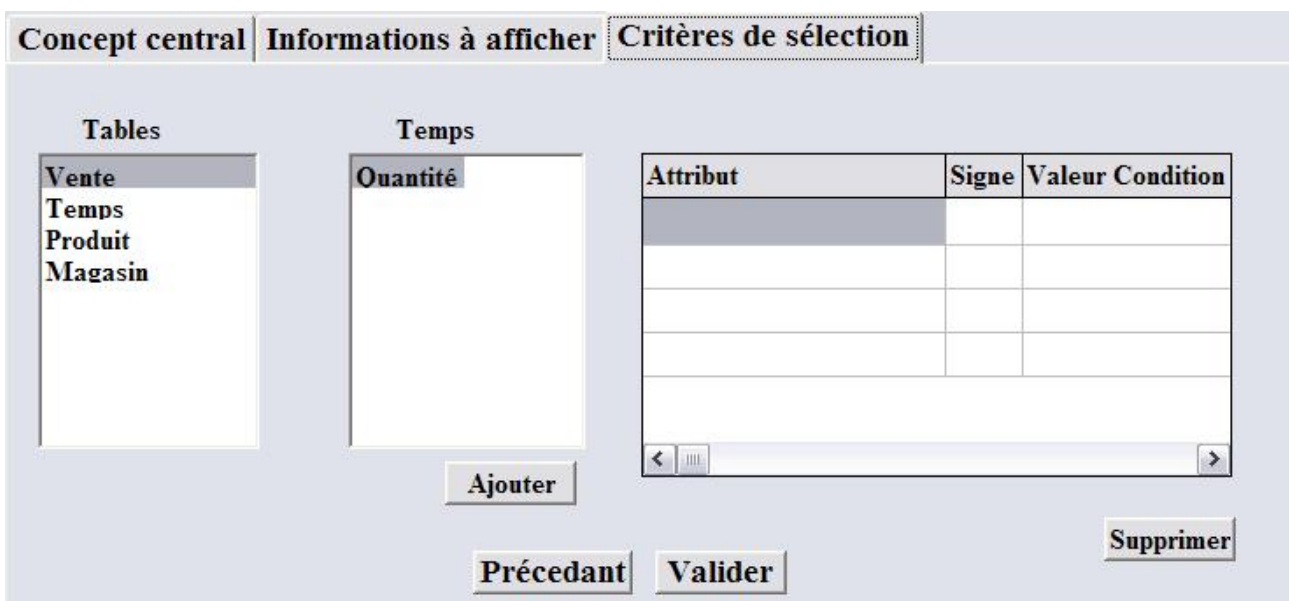 Concept central Informations à afficher Critères de sélection
Tables Temps
Vente Quantité Attribut Signe Valeur Condition
Temps
Produit
Magasin
Ajouter
Supprimer
Précedant Valider